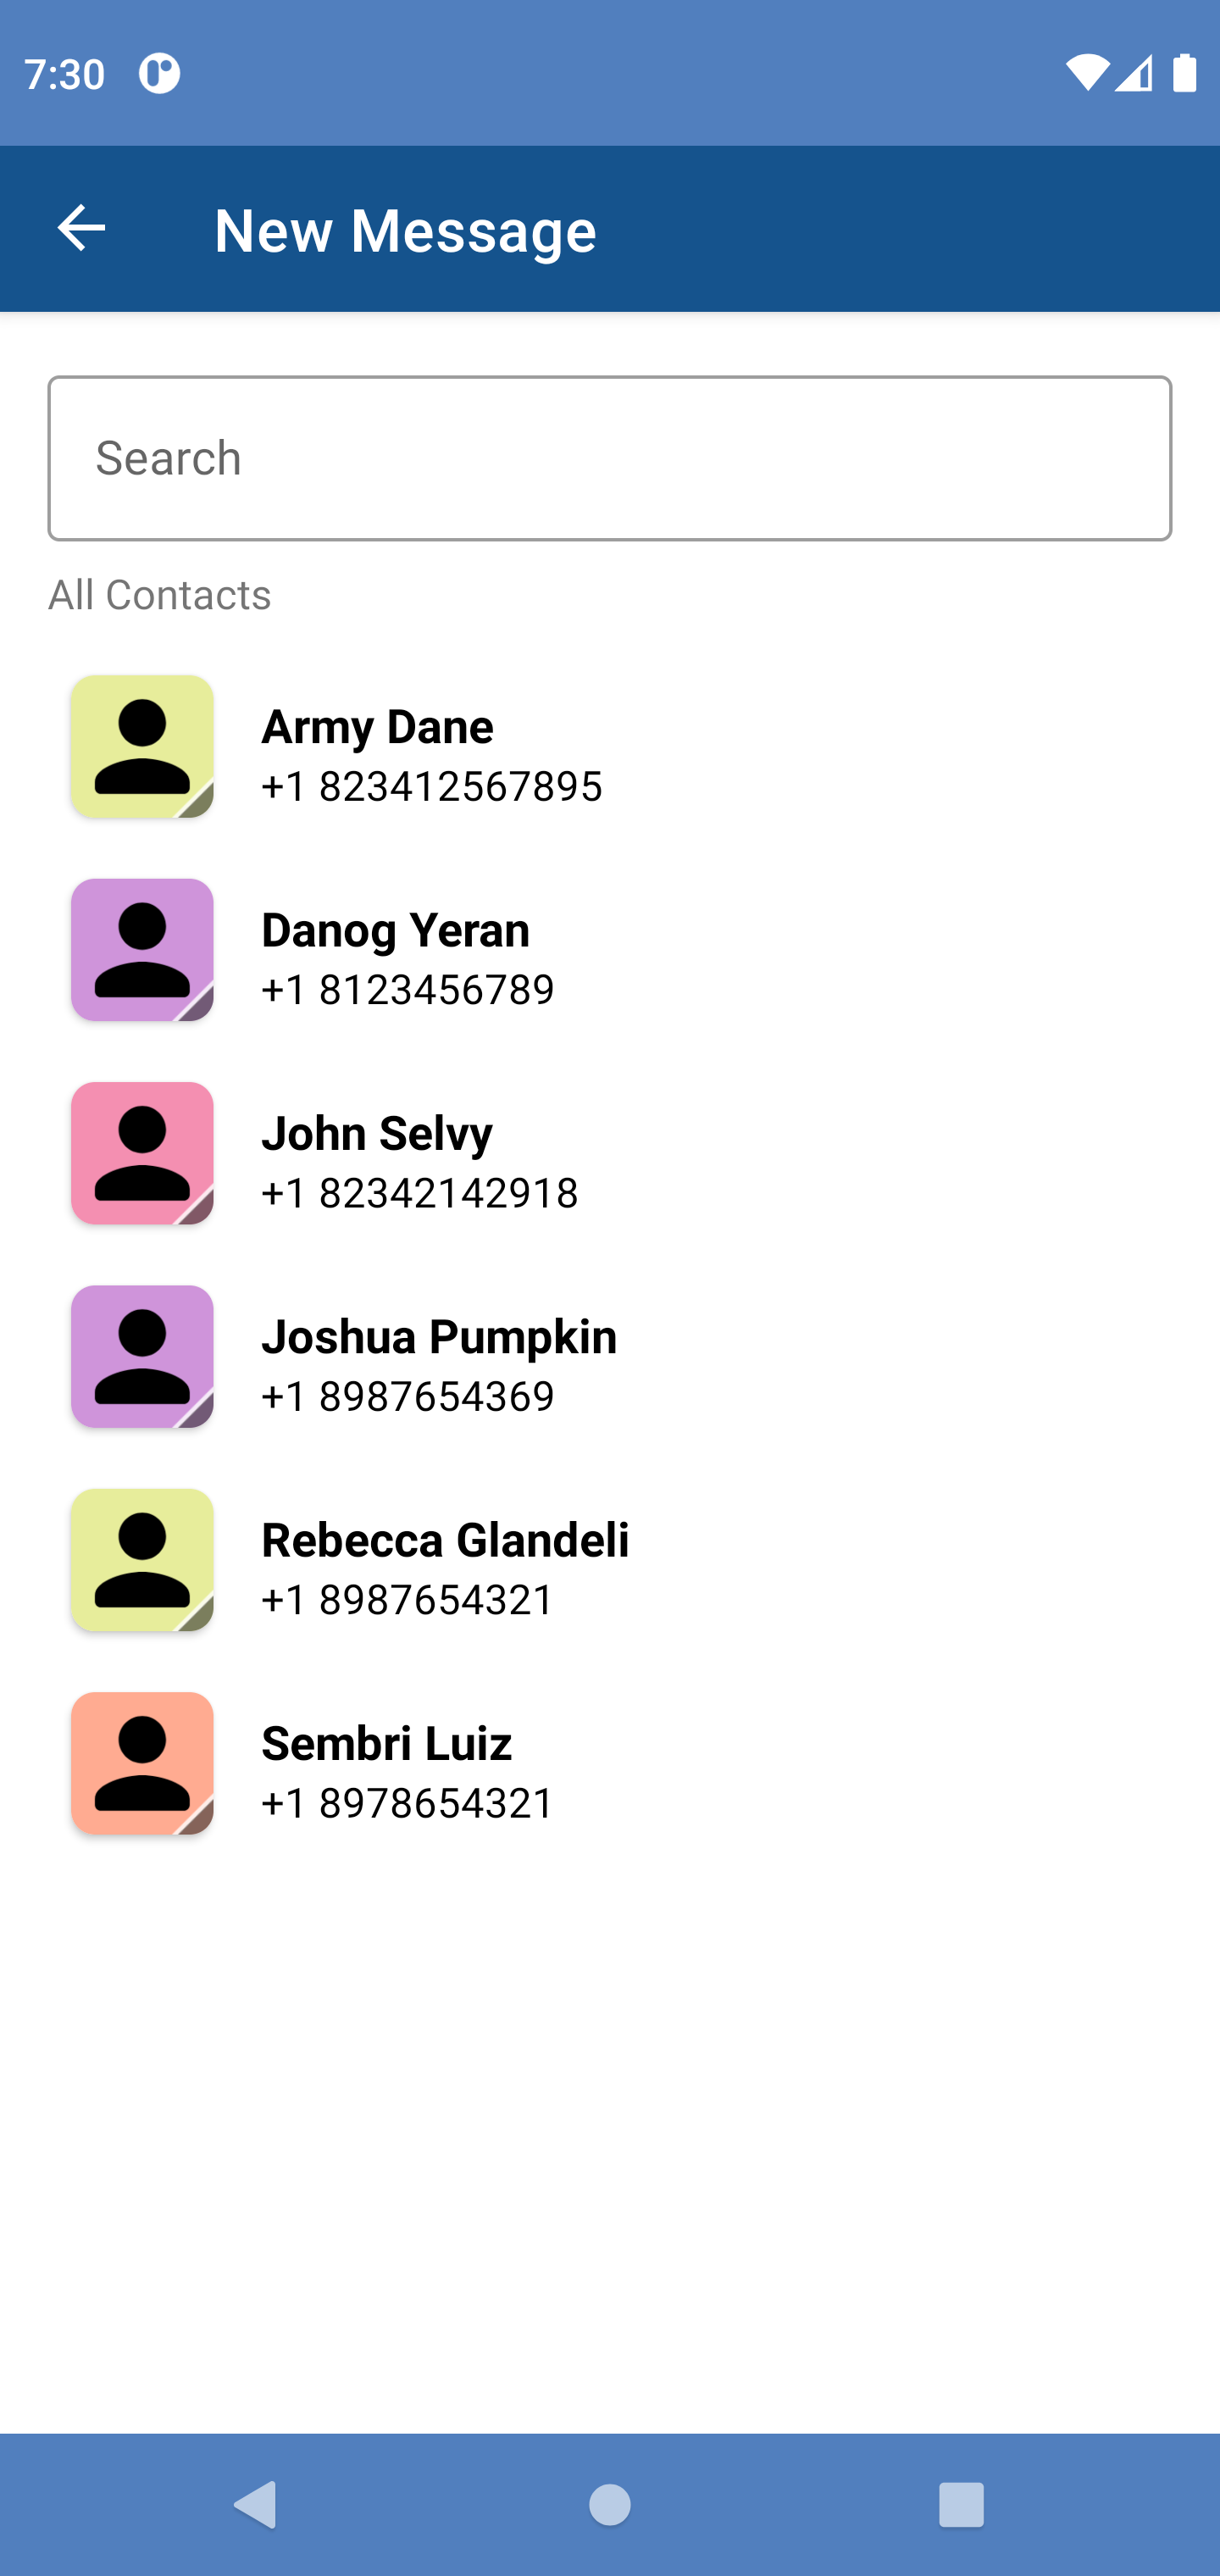 7:30
New Message
Search
All Contacts
Army Dane
+1 823412567895
Danog Yeran
+1 8123456789
John Selvy
+1 82342142918
Joshua Pumpkin
+1 8987654369
Rebecca Glandeli
+1 8987654321
Sembri Luiz
+1 8978654321